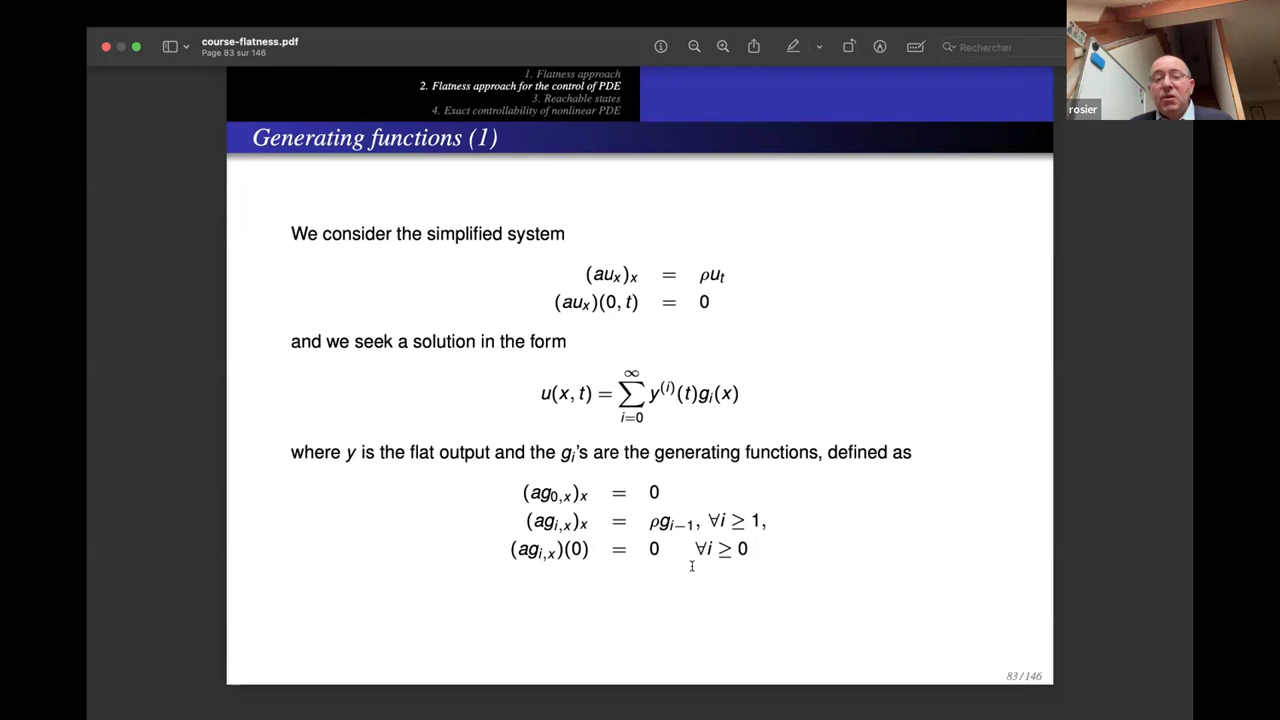 course-flatness.pdf
Page 83 sur 146
Rechercher
rosier
1. Flatness approach
2. Flatness approach for the control of PDE
3. Reachable states
4. Exact controllability of nonlinear PDE
Generating functions (1)
We consider the simplified system
(au_x)_x = ρu_t
(au_x)(0, t) = 0
and we seek a solution in the form
u(x, t) = ∑_{i=0}^{∞} y^{(i)}(t)g_i(x)
where y is the flat output and the g_i's are the generating functions, defined as
(ag_{0,x})_x = 0
(ag_{i,x})_x = ρg_{i−1}, ∀i ≥ 1,
(ag_{i,x})(0) = 0 ∀i ≥ 0
83 / 146